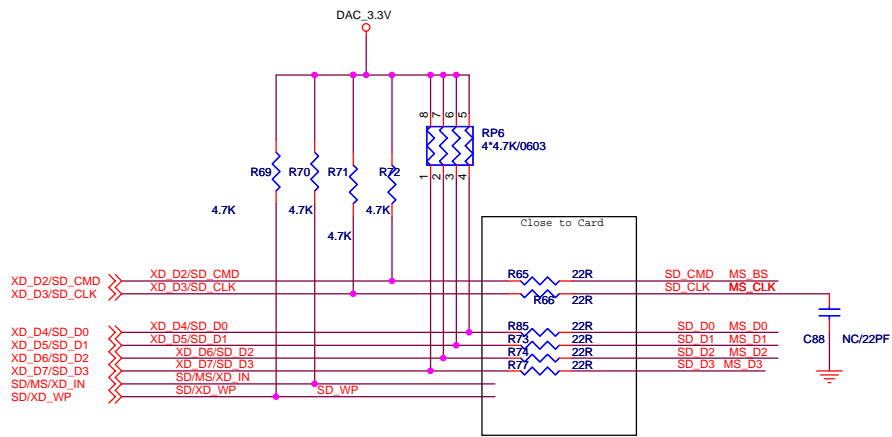 DAC_3.3V
8 7 6 5
RP6
4*4.7K/0603
R69 R70 R71 R72
1 2 3 4
4.7K 4.7K 4.7K
4.7K
Close to Card
XD_D2/SD_CMD XD_D2/SD_CMD R65 22R SD_CMD MS_BS
XD_D3/SD_CLK XD_D3/SD_CLK R66 22R SD_CLK MS_CLK
C88 NC/22PF
XD_D4/SD_D0 XD_D4/SD_D0 R85 22R SD_D0 MS_D0
XD_D5/SD_D1 XD_D5/SD_D1 R73 22R SD_D1 MS_D1
XD_D6/SD_D2 XD_D6/SD_D2 R74 22R SD_D2 MS_D2
XD_D7/SD_D3 XD_D7/SD_D3 R77 22R SD_D3 MS_D3
SD/MS/XD_IN SD/MS/XD_IN
SD/XD_WP SD/XD_WP SD_WP